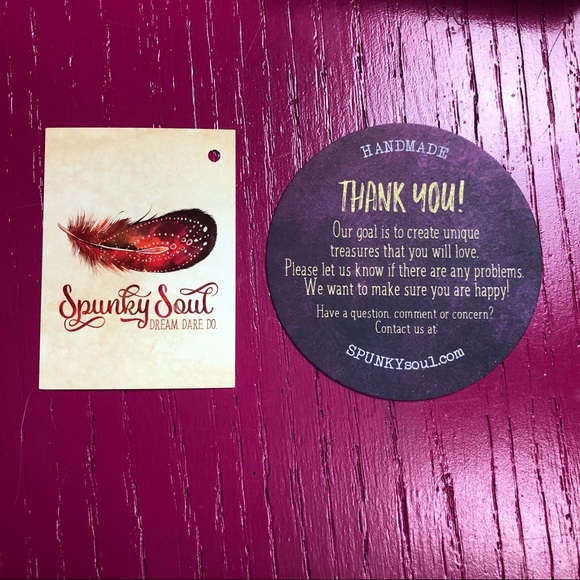 Spunky Soul
DREAM. DARE. DO.
HANDMADE
THANK YOU!
Our goal is to create unique
treasures that you will love.
Please let us know if there are any problems.
We want to make sure you are happy!
Have a question, comment or concern?
Contact us at:
SPUNKYsoul.com